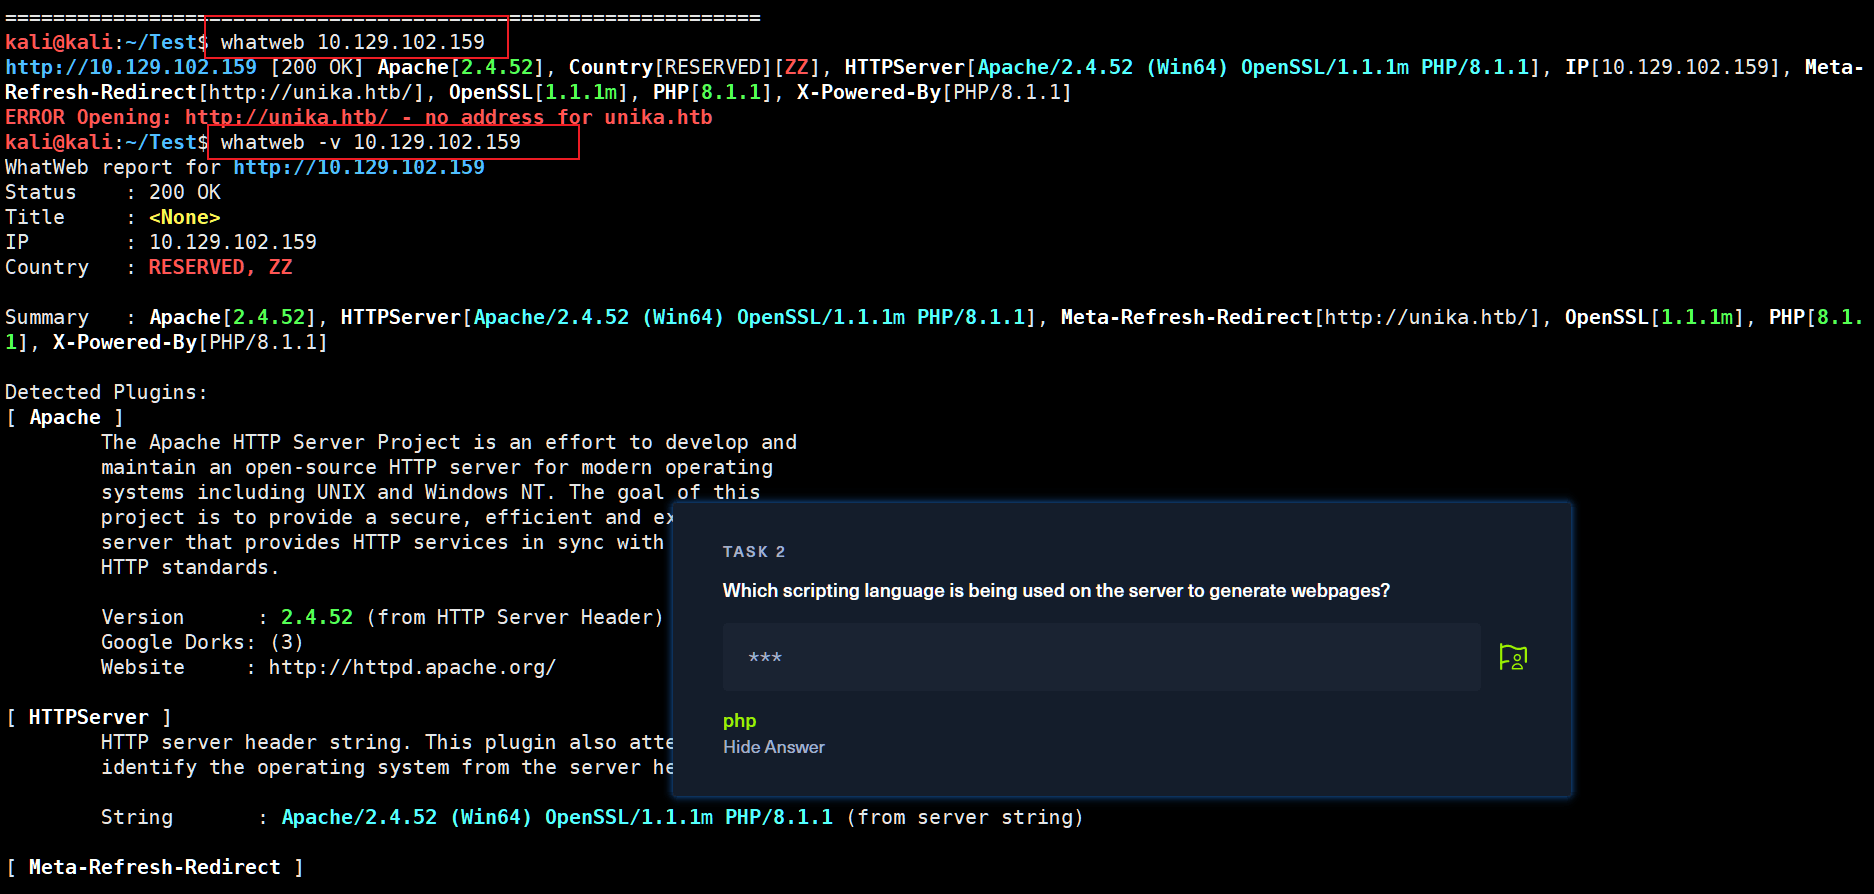 ===============================================================
kali@kali:~/Test$ whatweb 10.129.102.159
http://10.129.102.159 [200 OK] Apache[2.4.52], Country[RESERVED][ZZ], HTTPServer[Apache/2.4.52 (Win64) OpenSSL/1.1.1m PHP/8.1.1], IP[10.129.102.159], Meta-
Refresh-Redirect[http://unika.htb/], OpenSSL[1.1.1m], PHP[8.1.1], X-Powered-By[PHP/8.1.1]
ERROR Opening: http://unika.htb/ - no address for unika.htb
kali@kali:~/Test$ whatweb -v 10.129.102.159
WhatWeb report for http://10.129.102.159
Status    : 200 OK
Title     : <None>
IP        : 10.129.102.159
Country   : RESERVED, ZZ
Summary   : Apache[2.4.52], HTTPServer[Apache/2.4.52 (Win64) OpenSSL/1.1.1m PHP/8.1.1], Meta-Refresh-Redirect[http://unika.htb/], OpenSSL[1.1.1m], PHP[8.1.
1], X-Powered-By[PHP/8.1.1]
Detected Plugins:
[ Apache ]
The Apache HTTP Server Project is an effort to develop and
maintain an open-source HTTP server for modern operating
systems including UNIX and Windows NT. The goal of this
project is to provide a secure, efficient and
server that provides HTTP services in sync with
HTTP standards.
Version      : 2.4.52 (from HTTP Server Header)
Google Dorks: (3)
Website     : http://httpd.apache.org/
[ HTTPServer ]
HTTP server header string. This plugin also
identify the operating system from the server
String       : Apache/2.4.52 (Win64) OpenSSL/1.1.1m PHP/8.1.1 (from server string)
[ Meta-Refresh-Redirect ]
TASK 2
Which scripting language is being used on the server to generate webpages?
***
php
Hide Answer